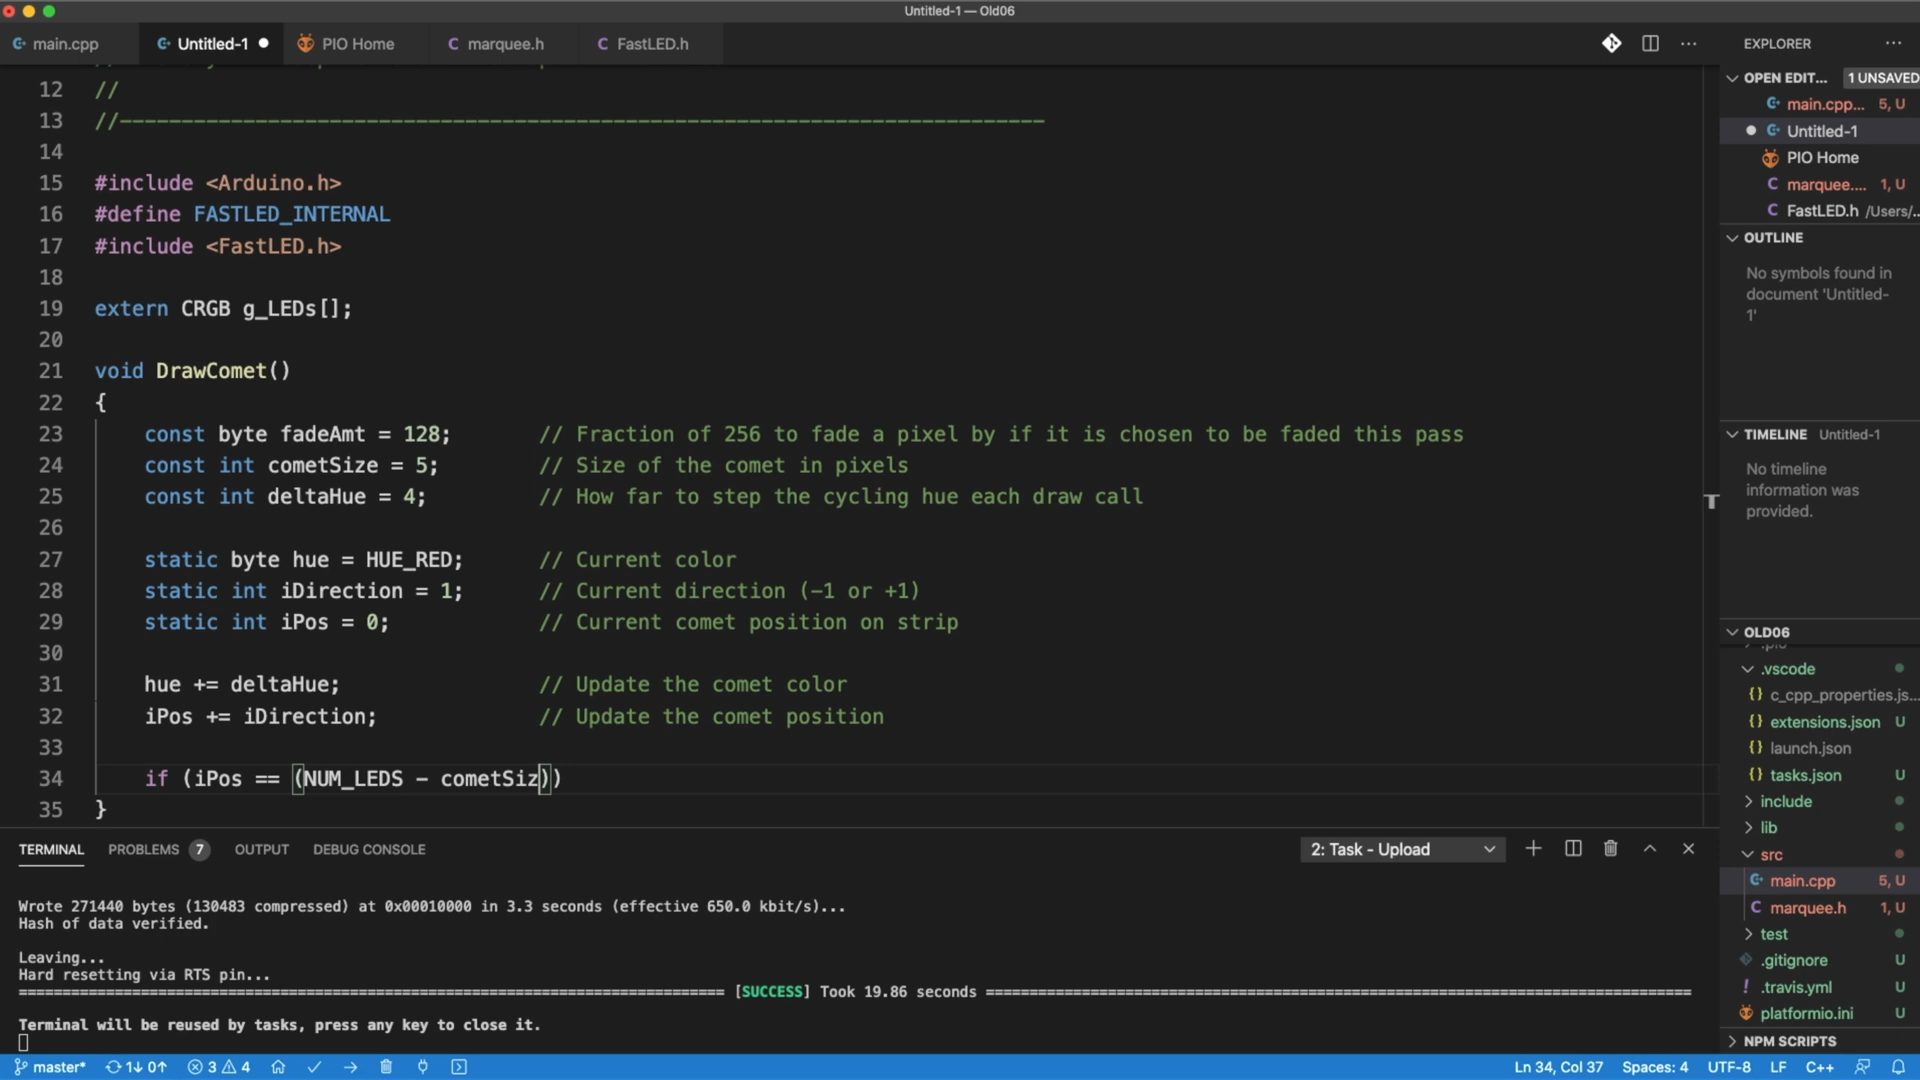 Untitled-1 — Old06
main.cpp
Untitled-1
PIO Home
marquee.h
FastLED.h
12 //
13 //---------------------------------------------------------------------------
14
15 #include <Arduino.h>
16 #define FASTLED_INTERNAL
17 #include <FastLED.h>
18
19 extern CRGB g_LEDs[];
20
21 void DrawComet()
22 {
23 const byte fadeAmt = 128; // Fraction of 256 to fade a pixel by if it is chosen to be faded this pass
24 const int cometSize = 5; // Size of the comet in pixels
25 const int deltaHue = 4; // How far to step the cycling hue each draw call
26
27 static byte hue = HUE_RED; // Current color
28 static int iDirection = 1; // Current direction (-1 or +1)
29 static int iPos = 0; // Current comet position on strip
30
31 hue += deltaHue; // Update the comet color
32 iPos += iDirection; // Update the comet position
33
34 if (iPos == (NUM_LEDS - cometSiz))
35 }
TERMINAL
PROBLEMS 7
OUTPUT
DEBUG CONSOLE
2: Task - Upload
Wrote 271440 bytes (130483 compressed) at 0x00010000 in 3.3 seconds (effective 650.0 kbit/s)...
Hash of data verified.
Leaving...
Hard resetting via RTS pin...
========================= [SUCCESS] Took 19.86 seconds =========================
Terminal will be reused by tasks, press any key to close it.
EXPLORER
OPEN EDIT... 1 UNSAVED
main.cpp... 5, U
Untitled-1
PIO Home
marquee.... 1, U
FastLED.h /Users/...
OUTLINE
No symbols found in
document 'Untitled-
1'
TIMELINE Untitled-1
No timeline
information was
provided.
OLD06
.vscode
{} c_cpp_properties.js...
{} extensions.json U
{} launch.json
{} tasks.json U
include
lib
src
main.cpp 5, U
marquee.h 1, U
test
.gitignore U
! .travis.yml U
platformio.ini U
NPM SCRIPTS
master* 1↓ 0↑ 3 4
Ln 34, Col 37 Spaces: 4 UTF-8 LF C++